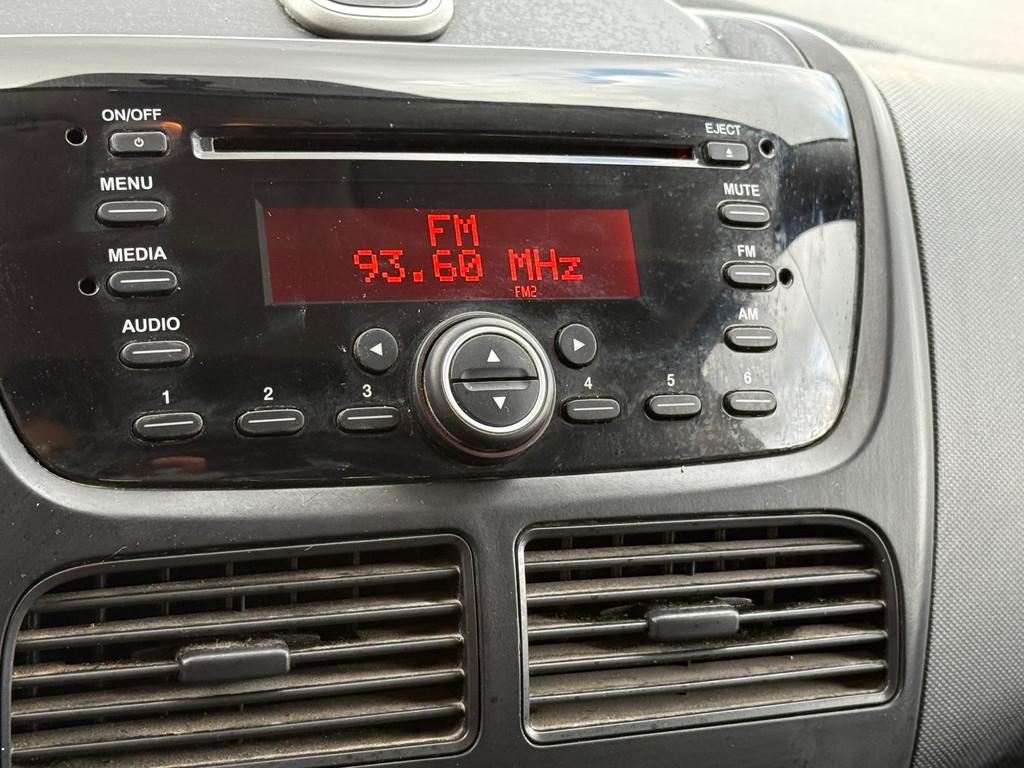 ON/OFF
EJECT
MENU
MUTE
FM
93.60 MHz
FM2
MEDIA
FM
AUDIO
AM
1
2
3
4
5
6